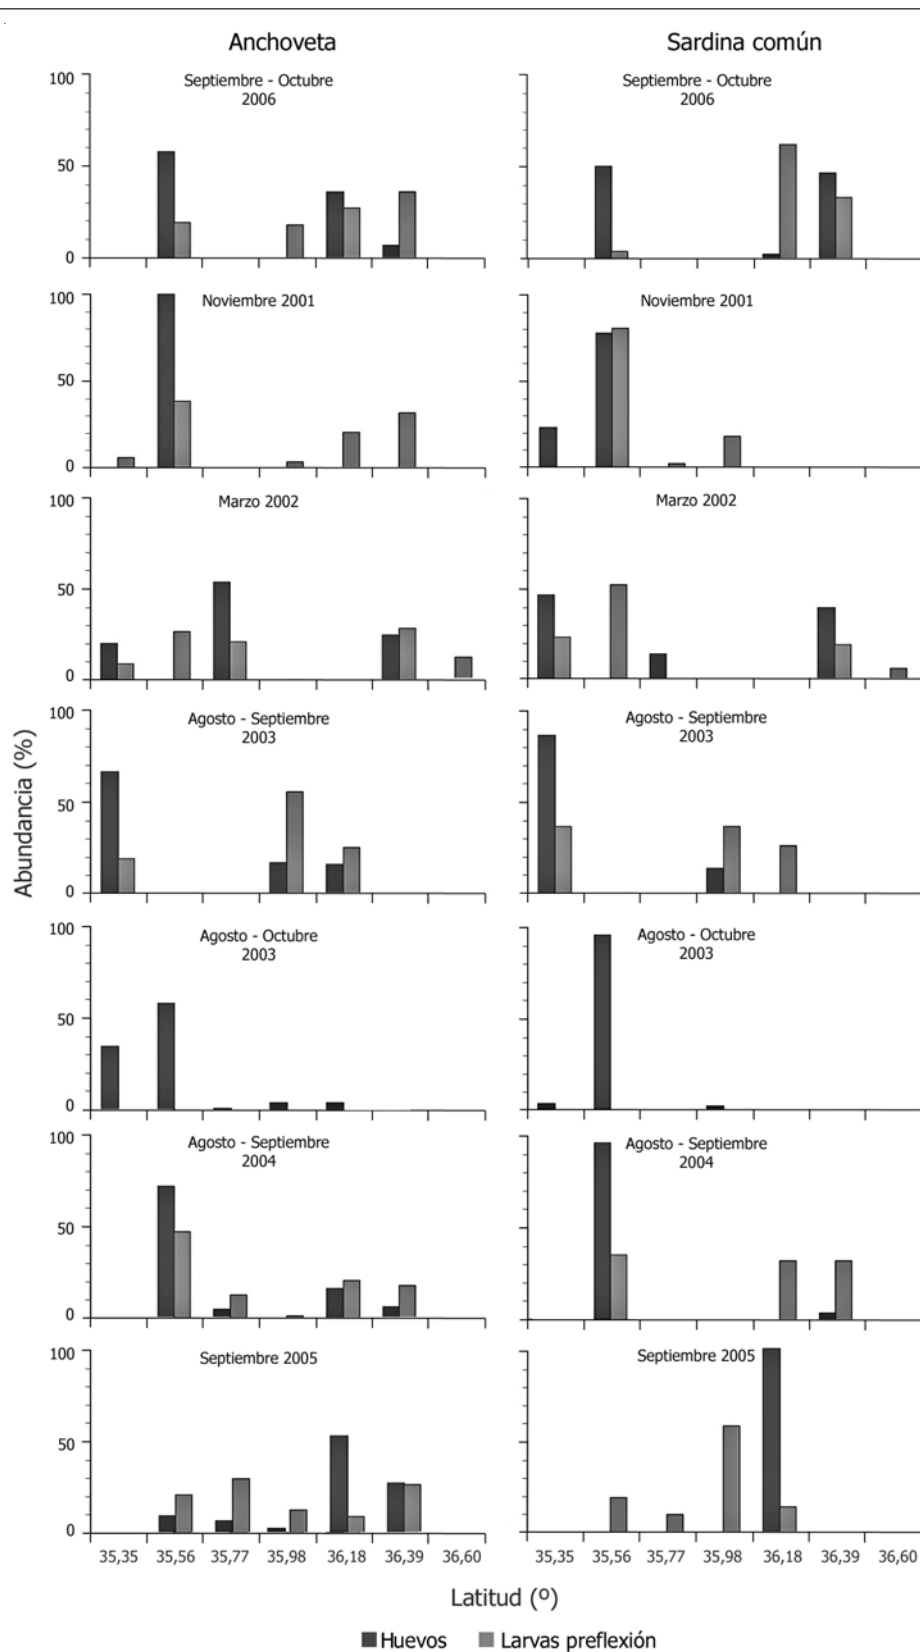 Anchoveta
Sardina común
Septiembre - Octubre
2006
Septiembre - Octubre
2006
100
50
0
Noviembre 2001
Noviembre 2001
100
50
0
Marzo 2002
Marzo 2002
100
50
0
Agosto - Septiembre
2003
Agosto - Septiembre
2003
100
50
0
Abundancia (%)
Agosto - Octubre
2003
Agosto - Octubre
2003
100
50
0
Agosto - Septiembre
2004
Agosto - Septiembre
2004
100
50
0
Septiembre 2005
Septiembre 2005
100
50
0
35,35 35,56 35,77 35,98 36,18 36,39 36,60
35,35 35,56 35,77 35,98 36,18 36,39 36,60
Latitud (º)
Huevos Larvas preflexión